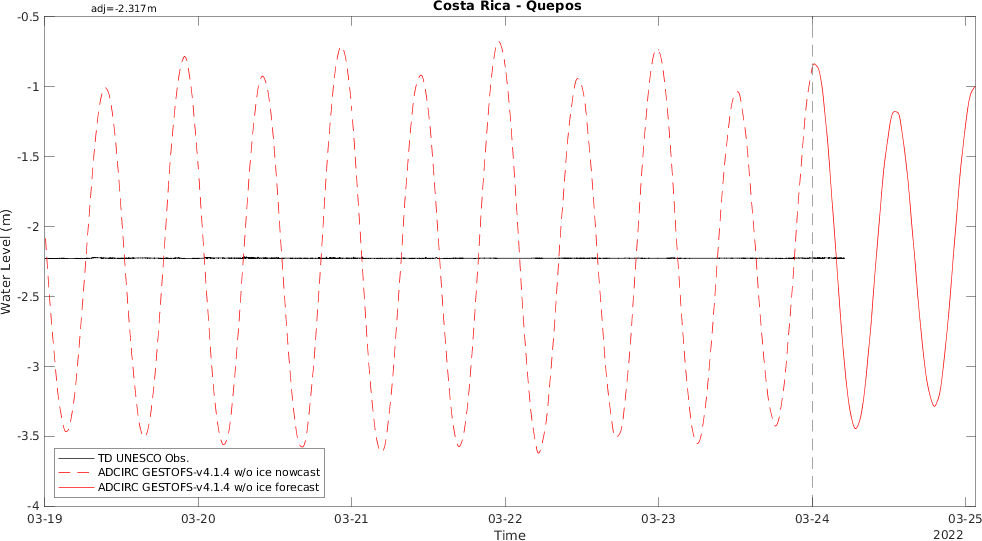 adj=-2.317m
Costa Rica - Quepos
-0.5
-1
-1.5
-2
-2.5
-3
-3.5
-4
Water Level (m)
TD UNESCO Obs.
ADCIRC GESTOFS-v4.1.4 w/o ice nowcast
ADCIRC GESTOFS-v4.1.4 w/o ice forecast
03-19 03-20 03-21 03-22 03-23 03-24 03-25
Time
2022